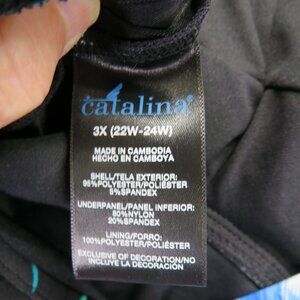 catalina®
3X (22W-24W)
MADE IN CAMBODIA
HECHO EN CAMBOYA
SHELL/TELA EXTERIOR:
95%POLYESTER/POLIÉSTER
5%SPANDEX
UNDERPANEL/PANEL INFERIOR:
80%NYLON
20%SPANDEX
LINING/FORRO:
100%POLYESTER/POLIÉSTER
EXCLUSIVE OF DECORATION/NO
INCLUYE LA DECORACIÓN